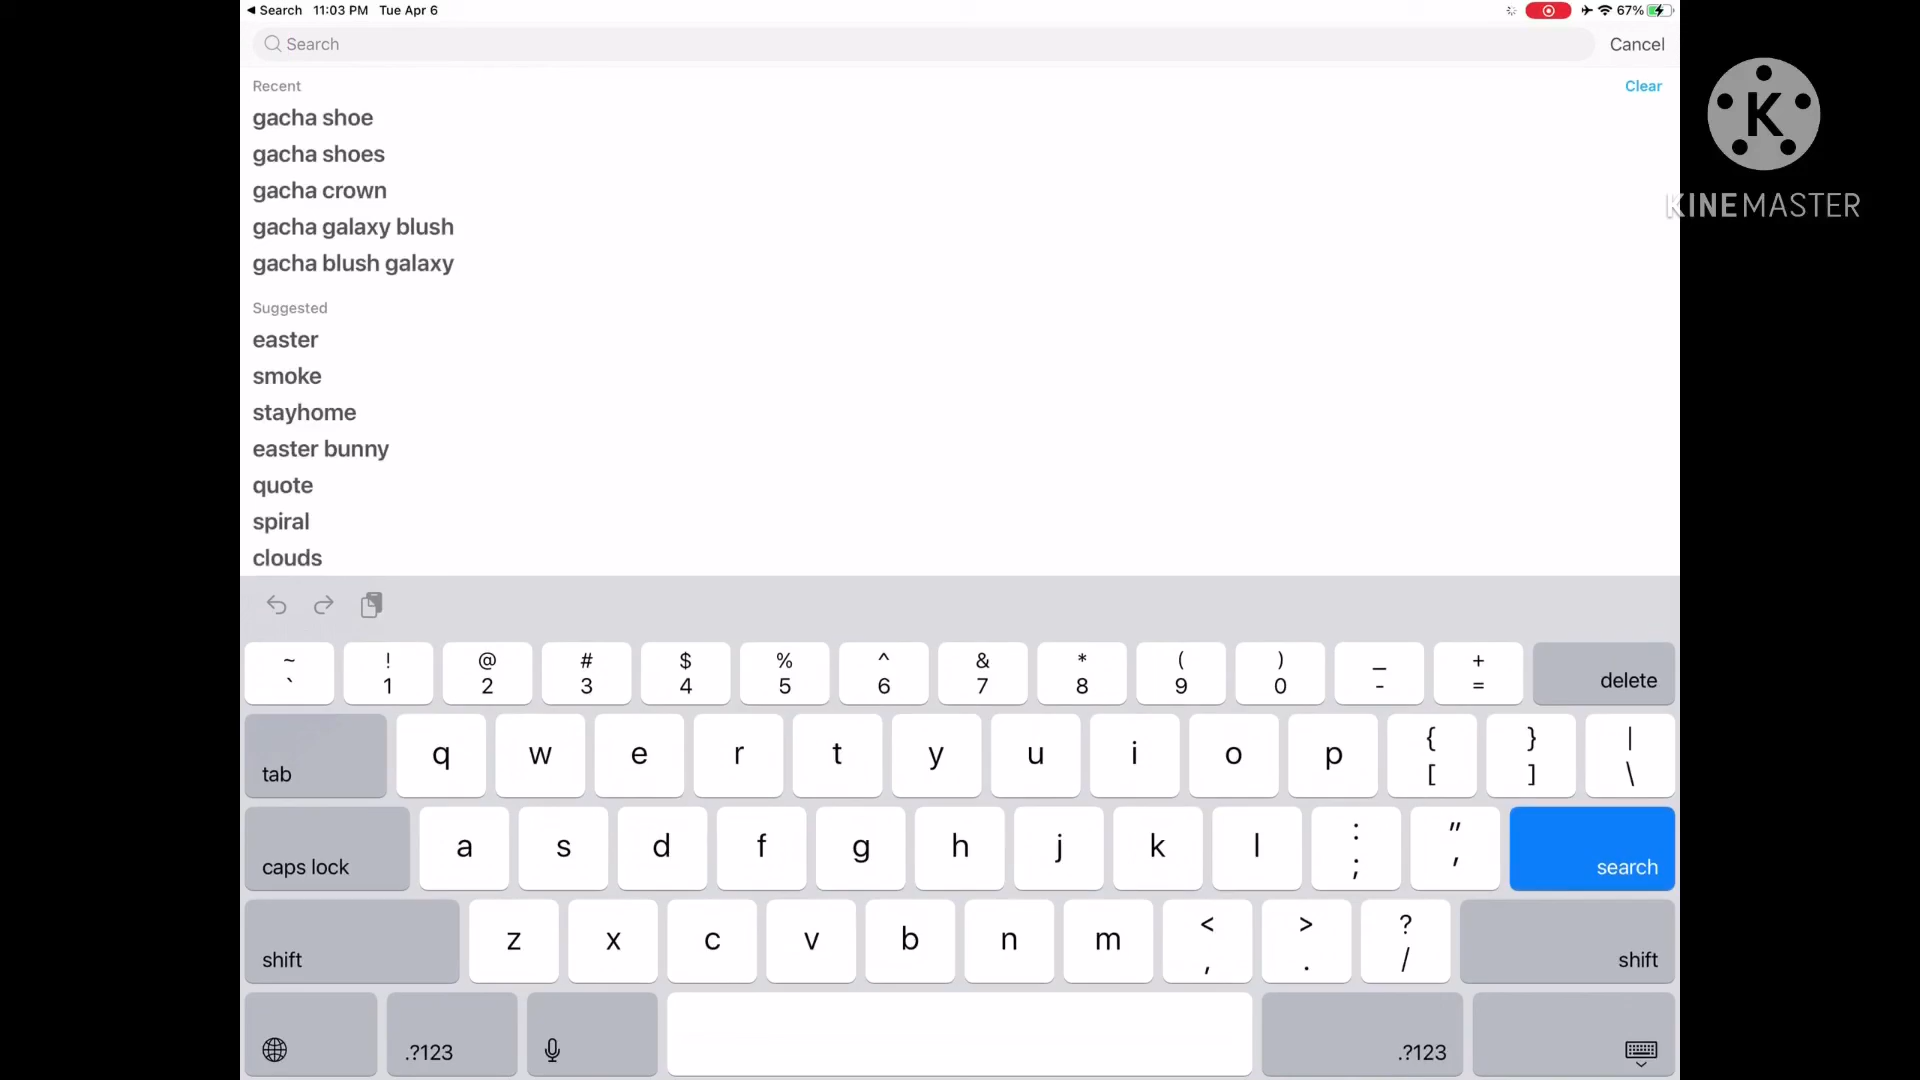 ◀ Search 11:03 PM Tue Apr 6 67%
Search Cancel
Recent Clear
gacha shoe
gacha shoes
gacha crown
gacha galaxy blush
gacha blush galaxy
Suggested
easter
smoke
stayhome
easter bunny
quote
spiral
clouds
~ ! @ # $ % ^ & * ( ) _ +
` 1 2 3 4 5 6 7 8 9 0 - = delete
tab q w e r t y u i o p { [ } ] | \
caps lock a s d f g h j k l : ; " ' search
shift z x c v b n m < , > . ? / shift
.?123 .?123
K
KINEMASTER